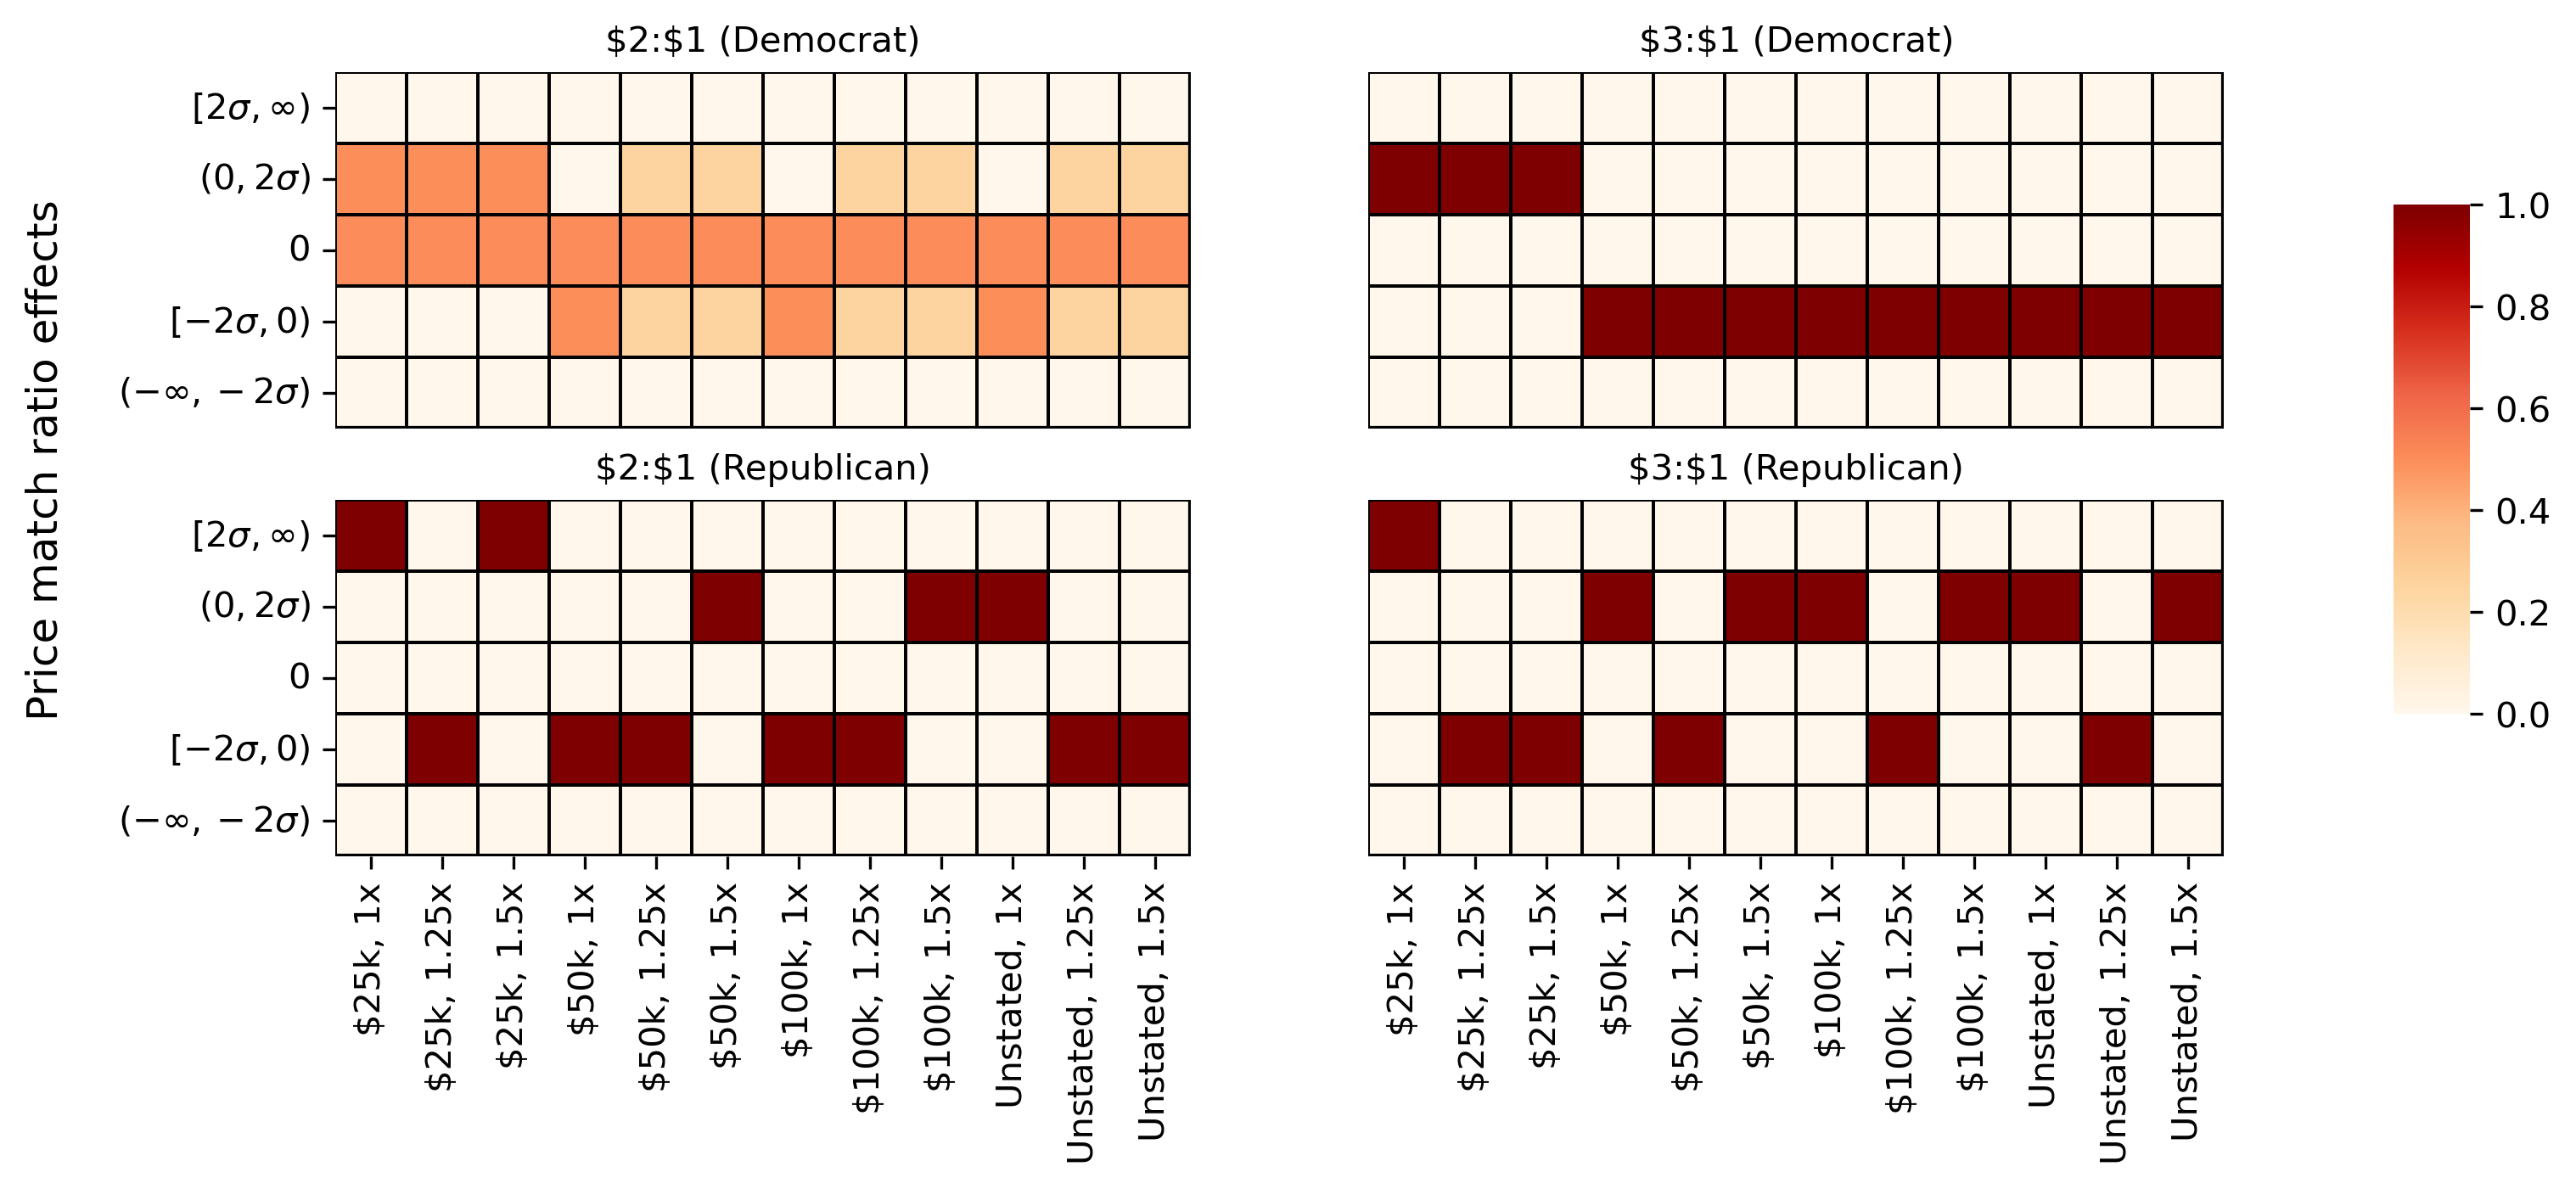 $2:$1 (Democrat)
$3:$1 (Democrat)
[2σ, ∞)
(0, 2σ)
0
[−2σ, 0)
(−∞, −2σ)
Price match ratio effects
$2:$1 (Republican)
$3:$1 (Republican)
[2σ, ∞)
(0, 2σ)
0
[−2σ, 0)
(−∞, −2σ)
$25k, 1x
$25k, 1.25x
$25k, 1.5x
$50k, 1x
$50k, 1.25x
$50k, 1.5x
$100k, 1x
$100k, 1.25x
$100k, 1.5x
Unstated, 1x
Unstated, 1.25x
Unstated, 1.5x
$25k, 1x
$25k, 1.25x
$25k, 1.5x
$50k, 1x
$50k, 1.25x
$50k, 1.5x
$100k, 1x
$100k, 1.25x
$100k, 1.5x
Unstated, 1x
Unstated, 1.25x
Unstated, 1.5x
1.0
0.8
0.6
0.4
0.2
0.0